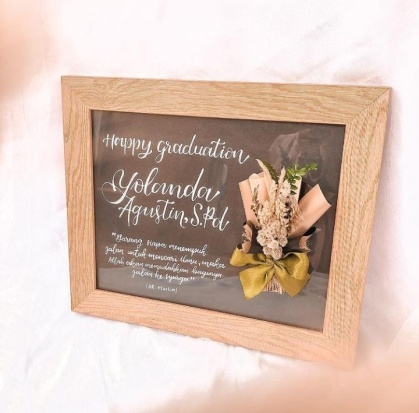 Happy graduation
Yolanda
Agustin, S.Pd
"Barang siapa menempuh
jalan untuk mencari ilmu, maka
Allah akan memudahkan baginya
jalan ke syurga"
(HR. Muslim)